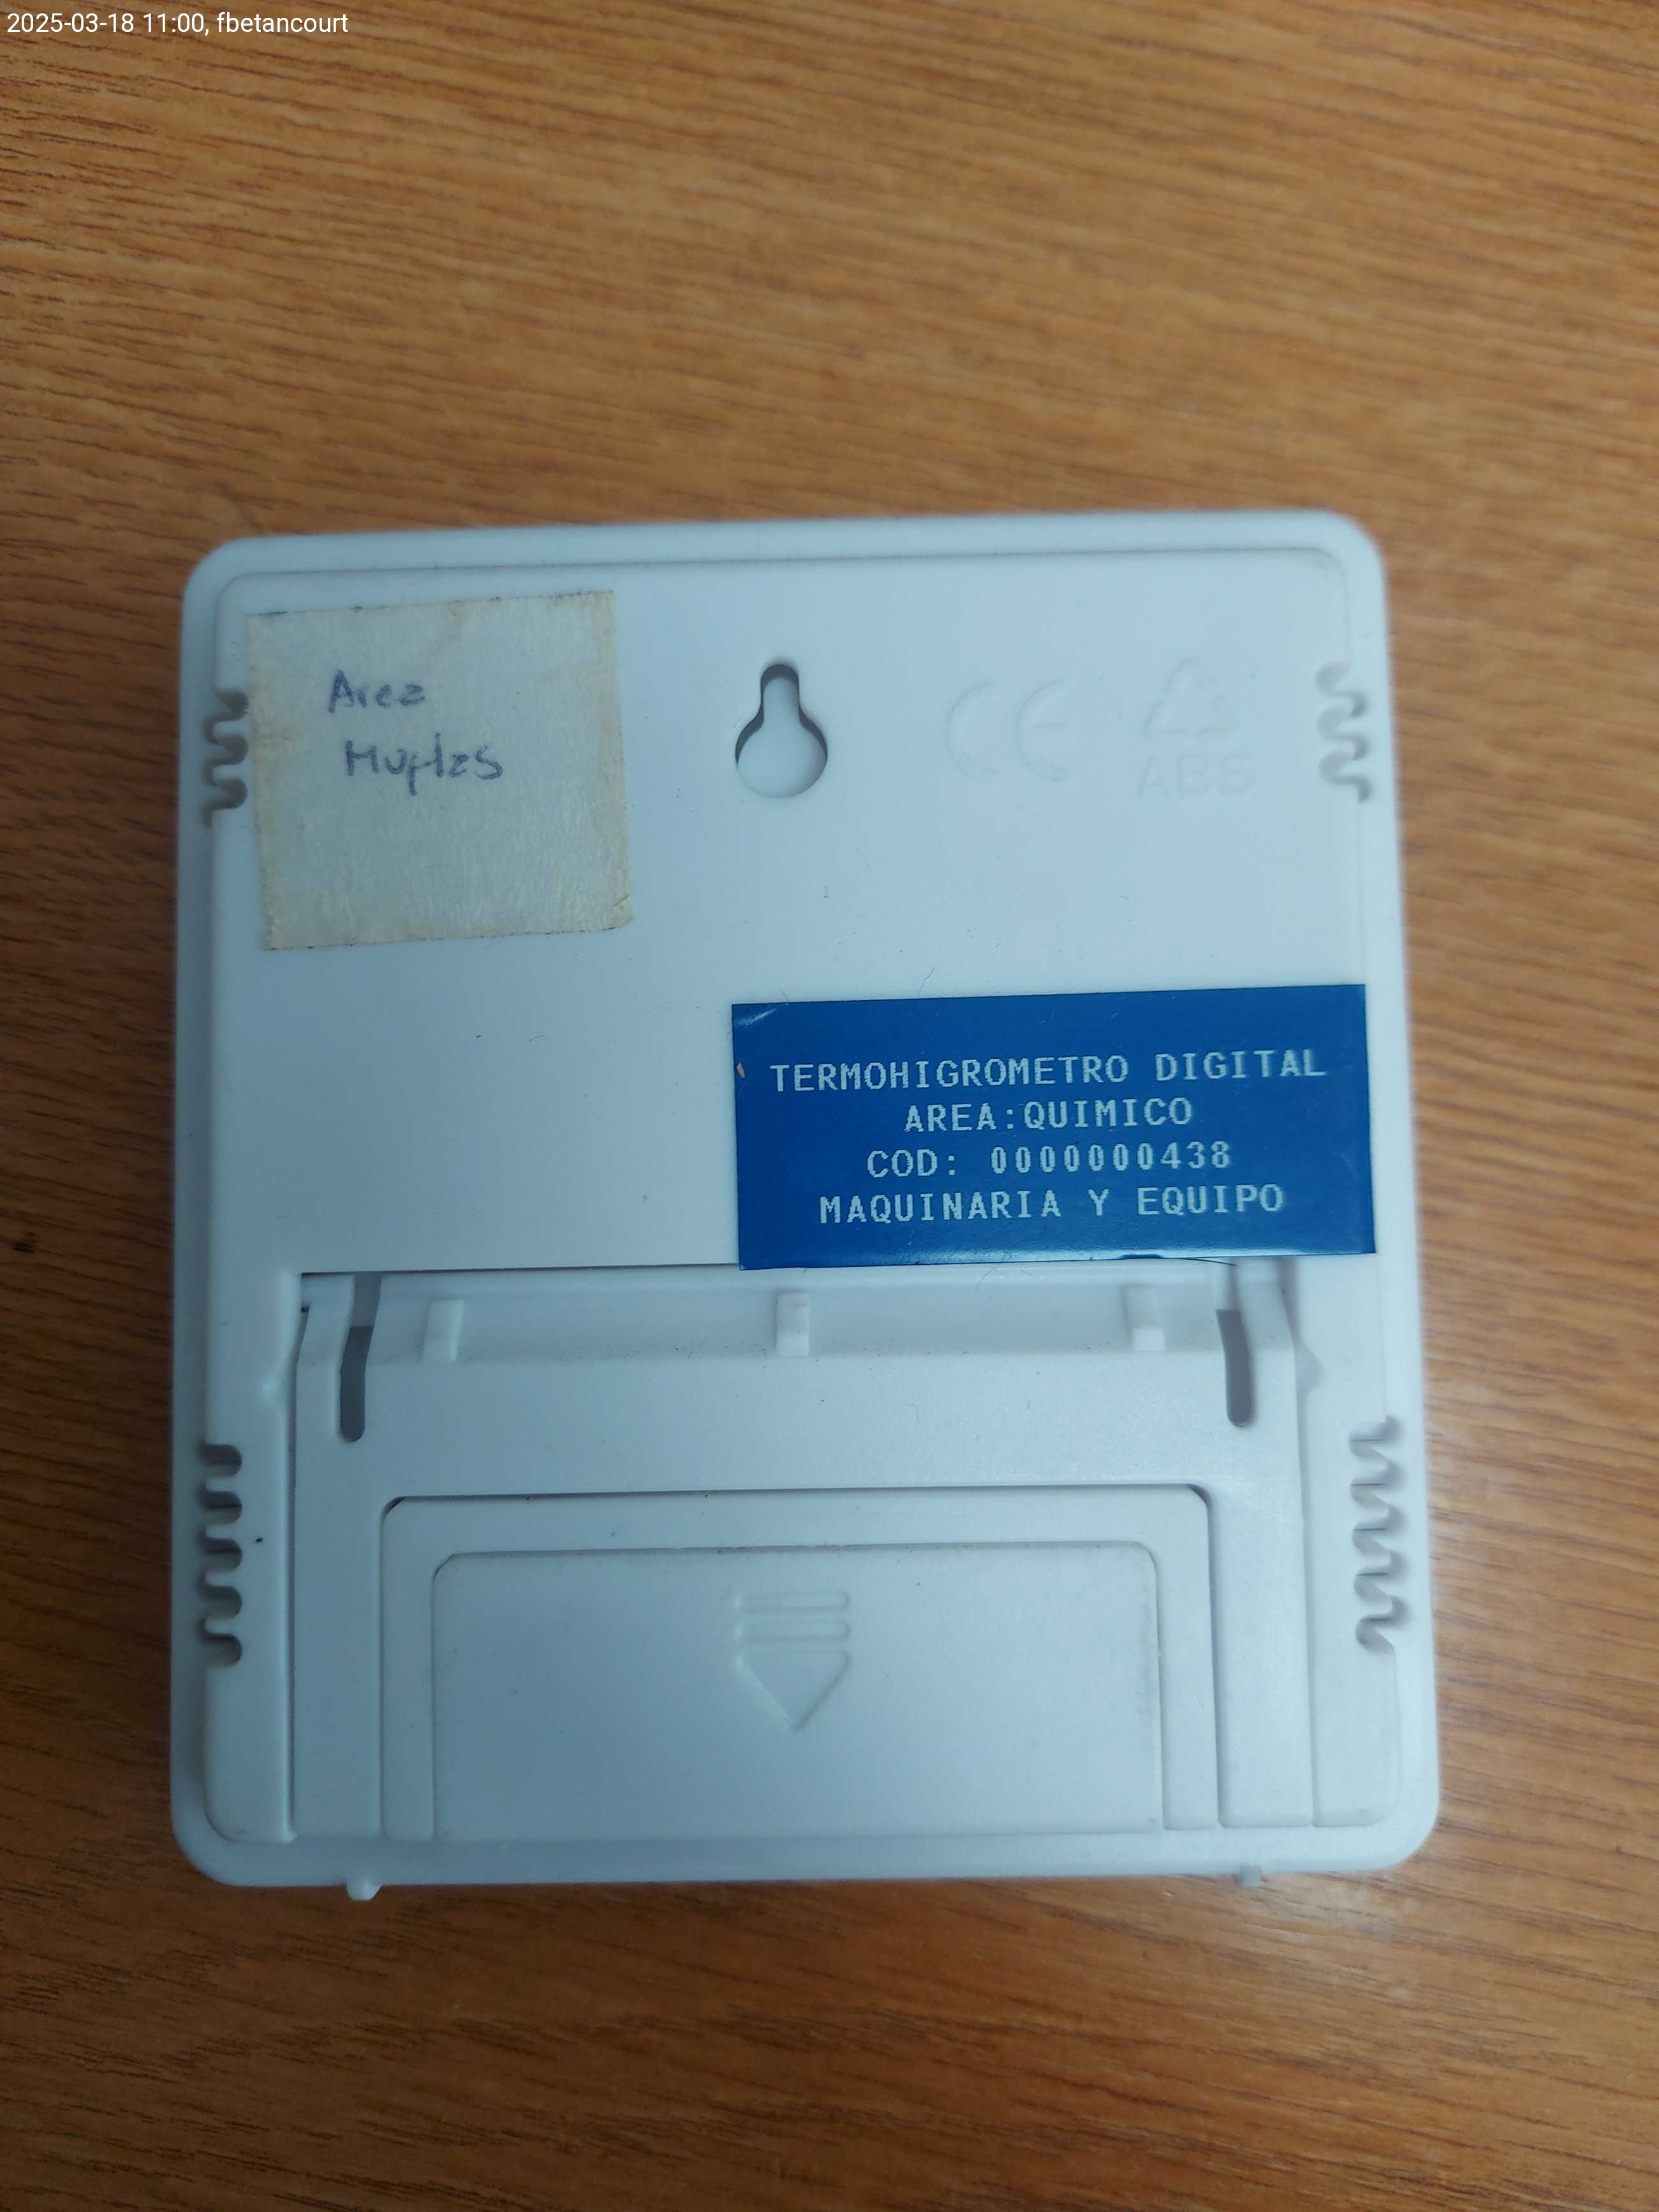 2025-03-18 11:00, fbetancourt
Area
Muflas
CE
ABS
TERMOHIGROMETRO DIGITAL
AREA:QUIMICO
COD: 0000000438
MAQUINARIA Y EQUIPO